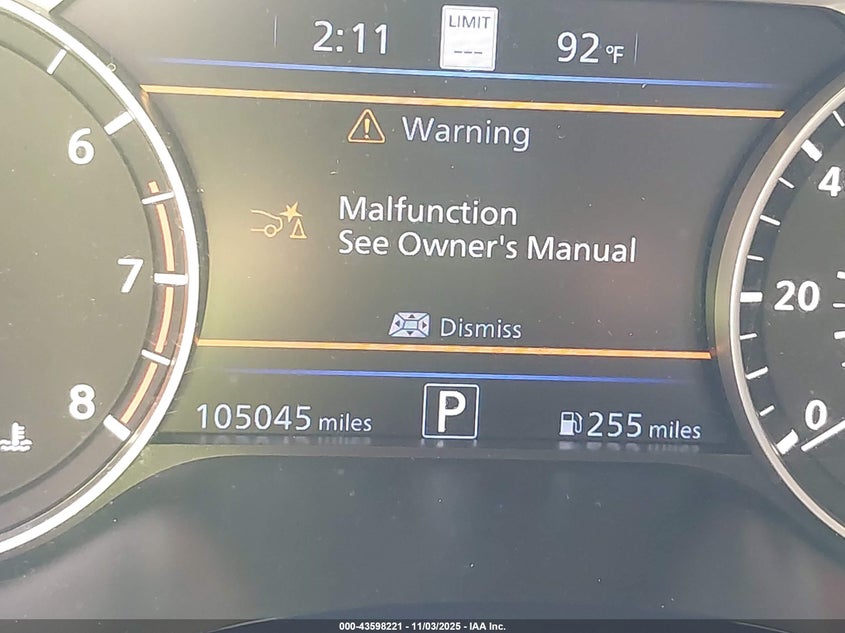 2:11 LIMIT --- 92°F
Warning
6
Malfunction
See Owner's Manual
4
7
20
Dismiss
8
105045 miles P 255 miles 0
000-43598221 - 11/03/2025 - IAA Inc.